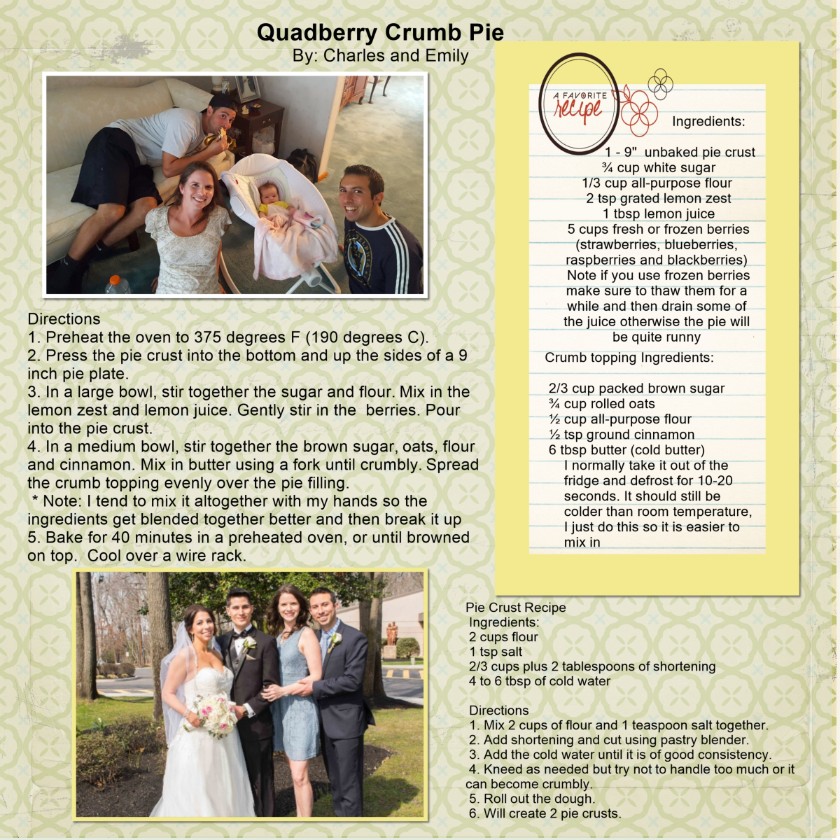 Quadberry Crumb Pie
By: Charles and Emily
A FAVORITE
recipe
Ingredients:
1 - 9" unbaked pie crust
¾ cup white sugar
1/3 cup all-purpose flour
2 tsp grated lemon zest
1 tbsp lemon juice
5 cups fresh or frozen berries
(strawberries, blueberries,
raspberries and blackberries)
Note if you use frozen berries
make sure to thaw them for a
while and then drain some of
the juice otherwise the pie will
be quite runny
Crumb topping Ingredients:
2/3 cup packed brown sugar
¾ cup rolled oats
½ cup all-purpose flour
½ tsp ground cinnamon
6 tbsp butter (cold butter)
I normally take it out of the
fridge and defrost for 10-20
seconds. It should still be
colder than room temperature,
I just do this so it is easier to
mix in
Directions
1. Preheat the oven to 375 degrees F (190 degrees C).
2. Press the pie crust into the bottom and up the sides of a 9
inch pie plate.
3. In a large bowl, stir together the sugar and flour. Mix in the
lemon zest and lemon juice. Gently stir in the berries. Pour
into the pie crust.
4. In a medium bowl, stir together the brown sugar, oats, flour
and cinnamon. Mix in butter using a fork until crumbly. Spread
the crumb topping evenly over the pie filling.
* Note: I tend to mix it altogether with my hands so the
ingredients get blended together better and then break it up
5. Bake for 40 minutes in a preheated oven, or until browned
on top. Cool over a wire rack.
Pie Crust Recipe
Ingredients:
2 cups flour
1 tsp salt
2/3 cups plus 2 tablespoons of shortening
4 to 6 tbsp of cold water
Directions
1. Mix 2 cups of flour and 1 teaspoon salt together.
2. Add shortening and cut using pastry blender.
3. Add the cold water until it is of good consistency.
4. Kneed as needed but try not to handle too much or it
can become crumbly.
5. Roll out the dough.
6. Will create 2 pie crusts.